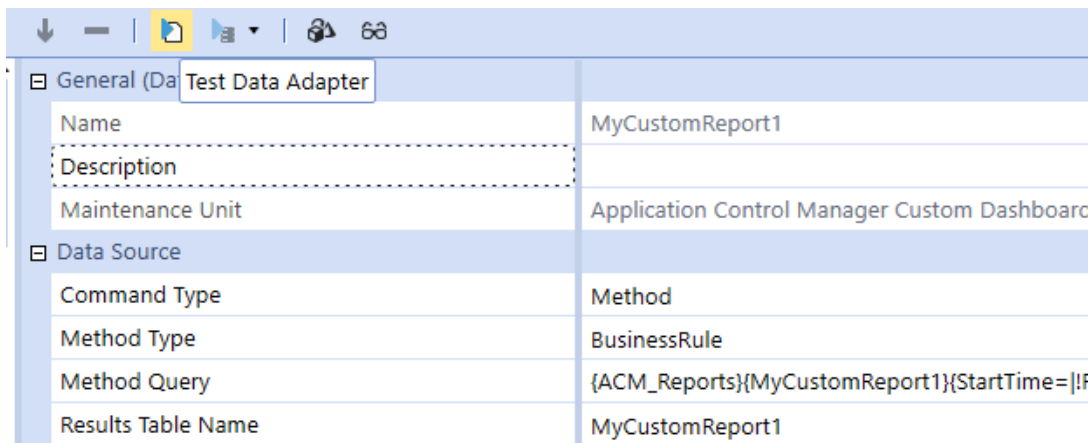 General (Da
Test Data Adapter
Name MyCustomReport1
Description
Maintenance Unit Application Control Manager Custom Dashboard
Data Source
Command Type Method
Method Type BusinessRule
Method Query {ACM_Reports}{MyCustomReport1}{StartTime=|!
Results Table Name MyCustomReport1